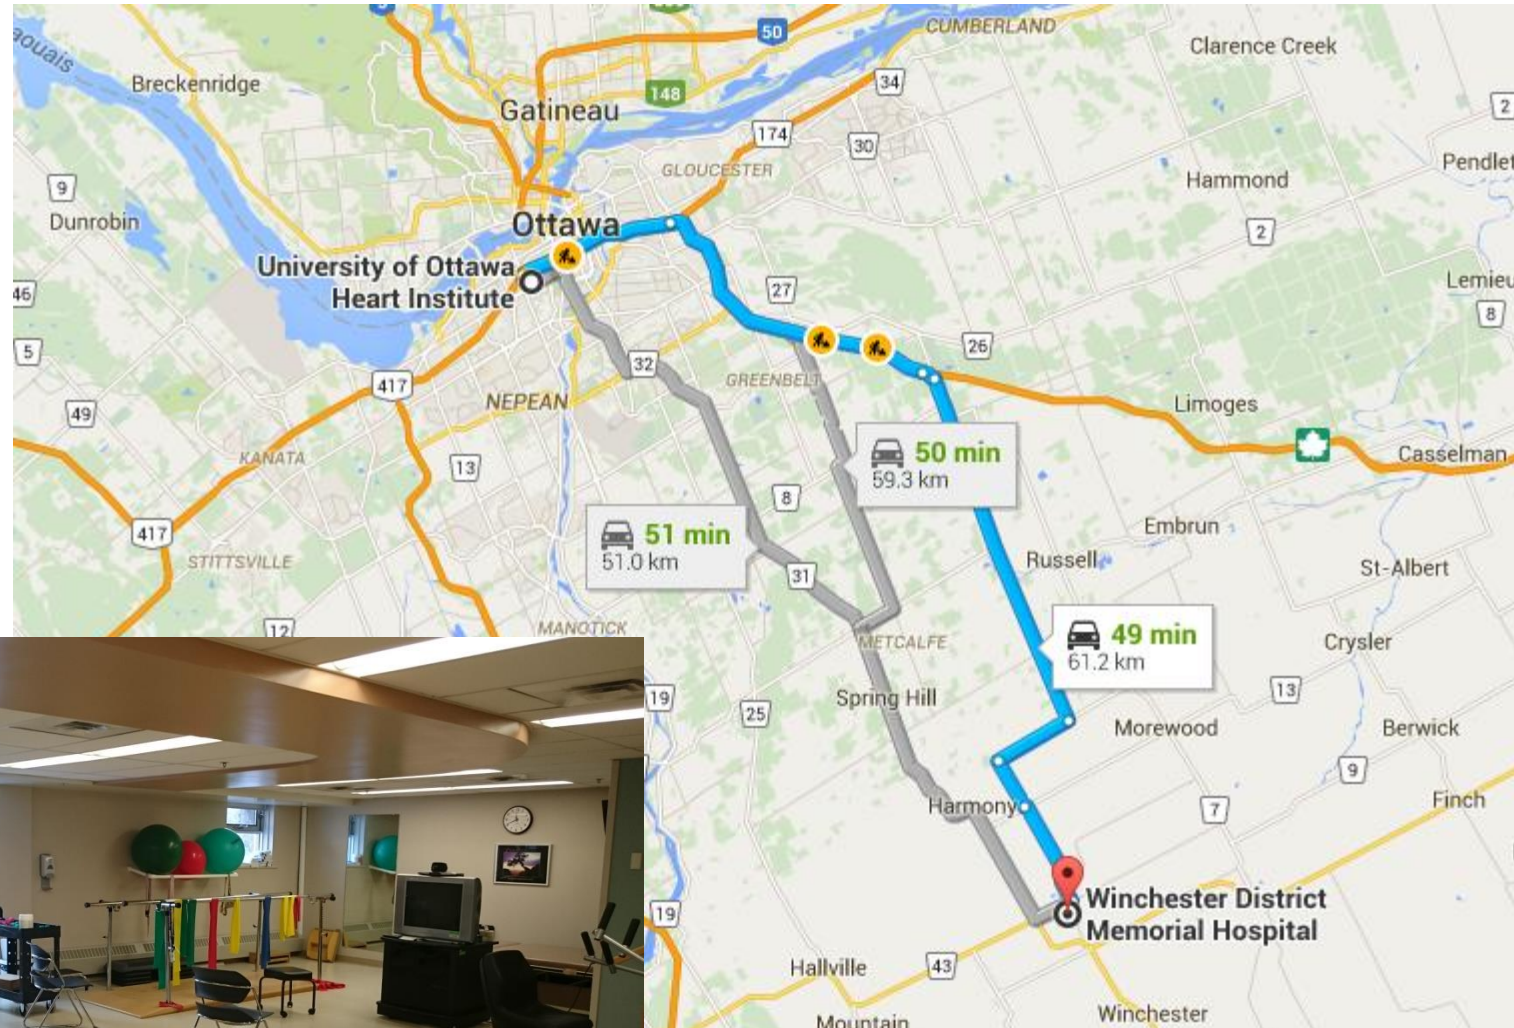 CUMBERLAND
50
Clarence Creek
aouais
Breckenridge
34
148
Gatineau
2
174
30
GLOUCESTER
Pendlet
Hammond
9
Dunrobin
Ottawa
2
University of Ottawa
Heart Institute
Lemieu
46
27
8
5
26
32
GREENBELT
417
NEPEAN
Limoges
49
KANATA
Casselman
13
50 min
59.3 km
8
51 min
51.0 km
Embrun
417
STITTSVILLE
Russell
St-Albert
31
12
MANOTICK
METCALFE
49 min
61.2 km
Crysler
19
25
Spring Hill
13
Morewood
Berwick
9
Harmony
7
Finch
Winchester District
Memorial Hospital
19
Hallville
43
Mountain
Winchester